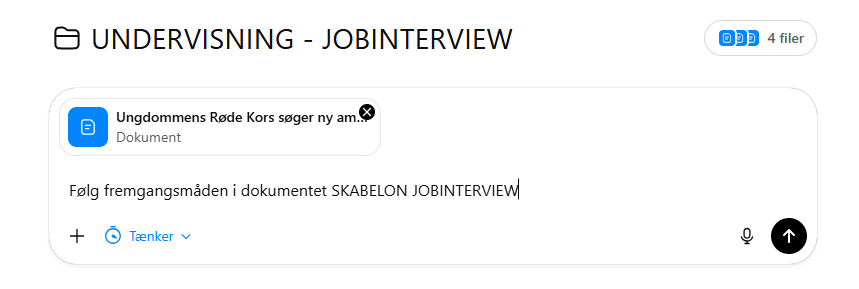 UNDERVISNING - JOBINTERVIEW
4 filer
Ungdommens Røde Kors søger ny am...
Dokument
Følg fremgangsmåden i dokumentet SKABELON JOBINTERVIEW
Tænker